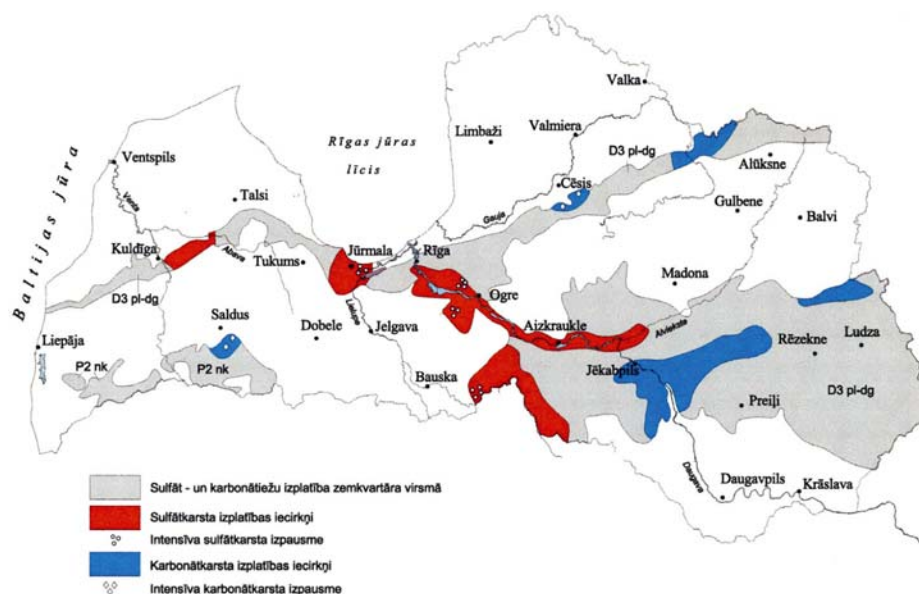 Valka
Rīgas jūras
līcis
Limbaži
Valmiera
D3 pl-dg
Alūksne
Ventspils
Talsi
Cēsis
Gulbene
Balvi
Baltijas jūra
Venta
Gauja
Kuldīga
Abava
Tukums
Jūrmala
Rīga
Madona
D3 pl-dg
Ogre
Saldus
Lielupe
Aizkraukle
Aiviekste
Rēzekne
Ludza
Liepāja
Dobele
Jelgava
P2 nk
P2 nk
Bauska
Jēkabpils
D3 pl-dg
Preiļi
Daugava
Daugavpils
Krāslava
Sulfāt - un karbonātiežu izplatība zemkvartāra virsmā
Sulfātkarsta izplatības iecirkņi
Intensīva sulfātkarsta izpausme
Karbonātkarsta izplatības iecirkņi
Intensīva karbonātkarsta izpausme